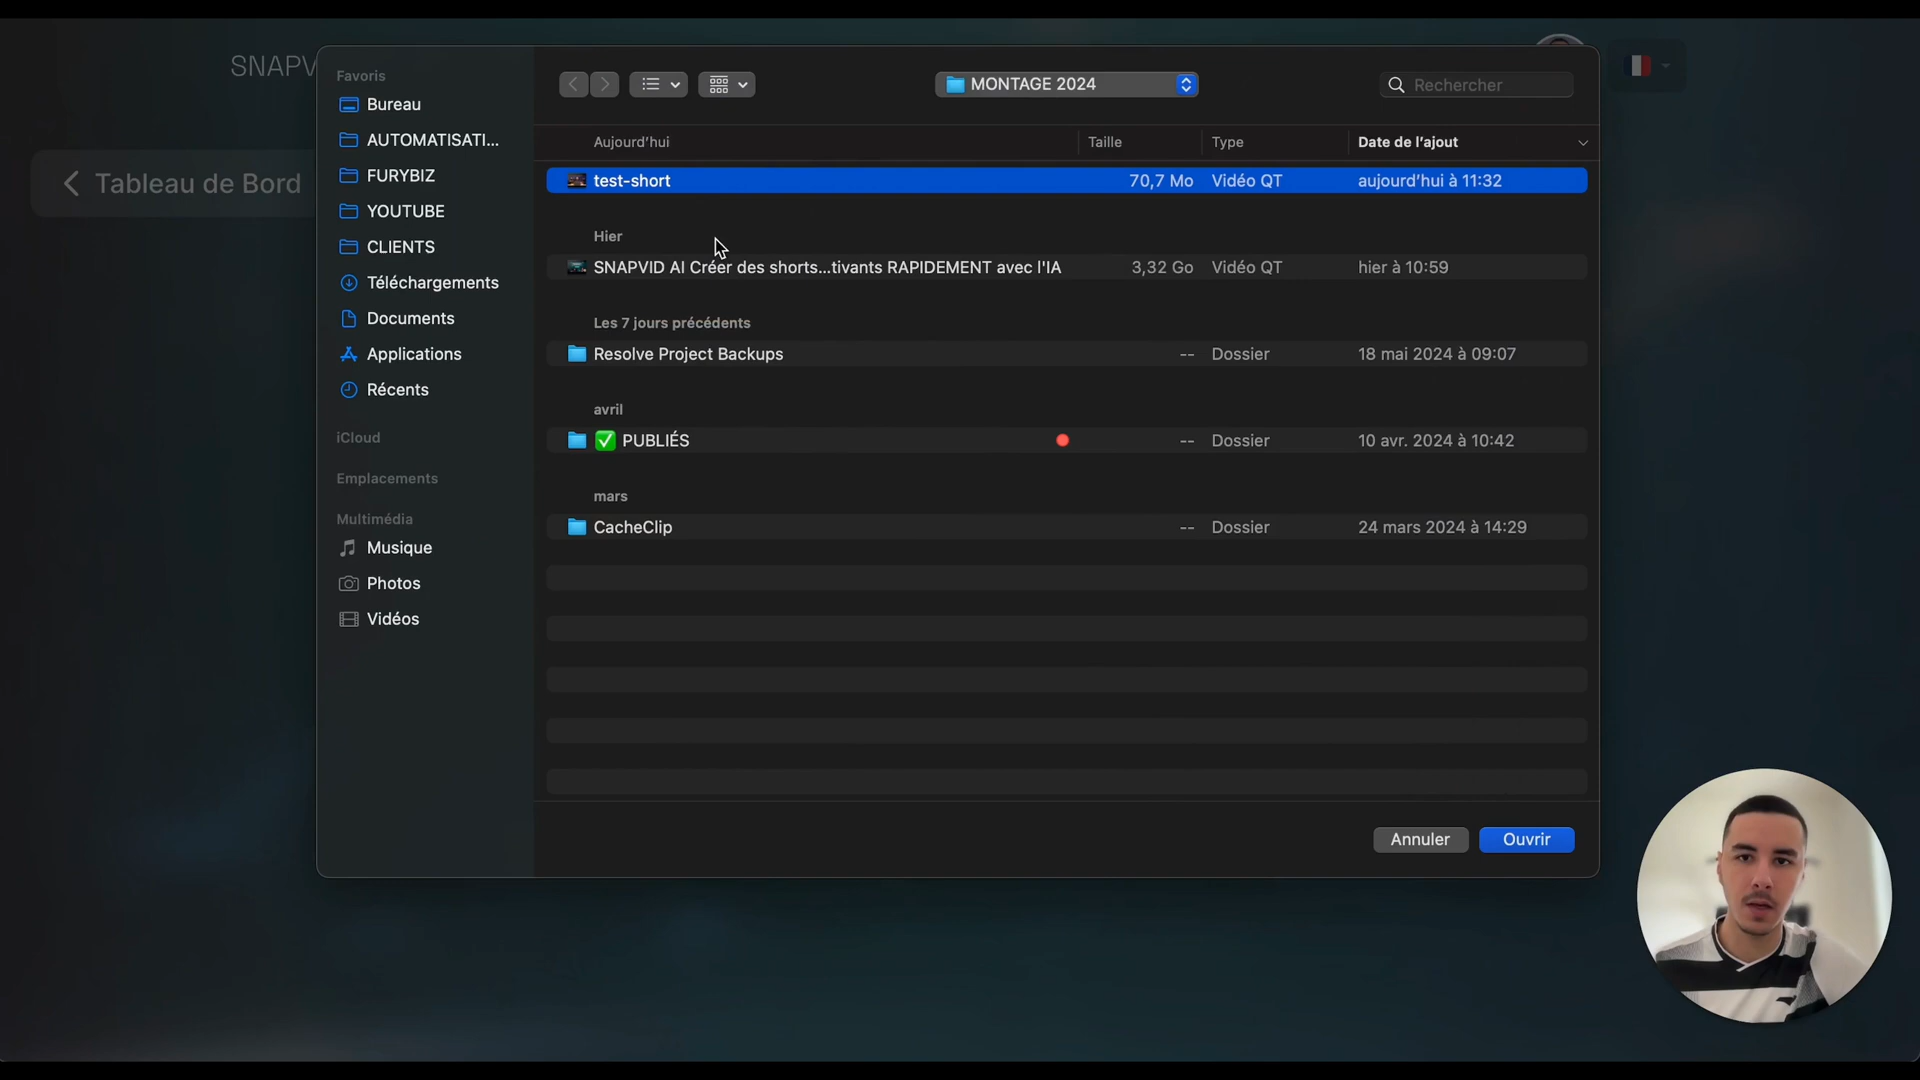 SNAPV
Tableau de Bord
Favoris
Bureau
AUTOMATISATI...
FURYBIZ
YOUTUBE
CLIENTS
Téléchargements
Documents
Applications
Récents
iCloud
Emplacements
Multimédia
Musique
Photos
Vidéos
MONTAGE 2024
Rechercher
Aujourd'hui Taille Type Date de l'ajout
test-short 70,7 Mo Vidéo QT aujourd'hui à 11:32
Hier
SNAPVID AI Créer des shorts...tivants RAPIDEMENT avec l'IA 3,32 Go Vidéo QT hier à 10:59
Les 7 jours précédents
Resolve Project Backups -- Dossier 18 mai 2024 à 09:07
avril
✅ PUBLIÉS -- Dossier 10 avr. 2024 à 10:42
mars
CacheClip -- Dossier 24 mars 2024 à 14:29
Annuler Ouvrir